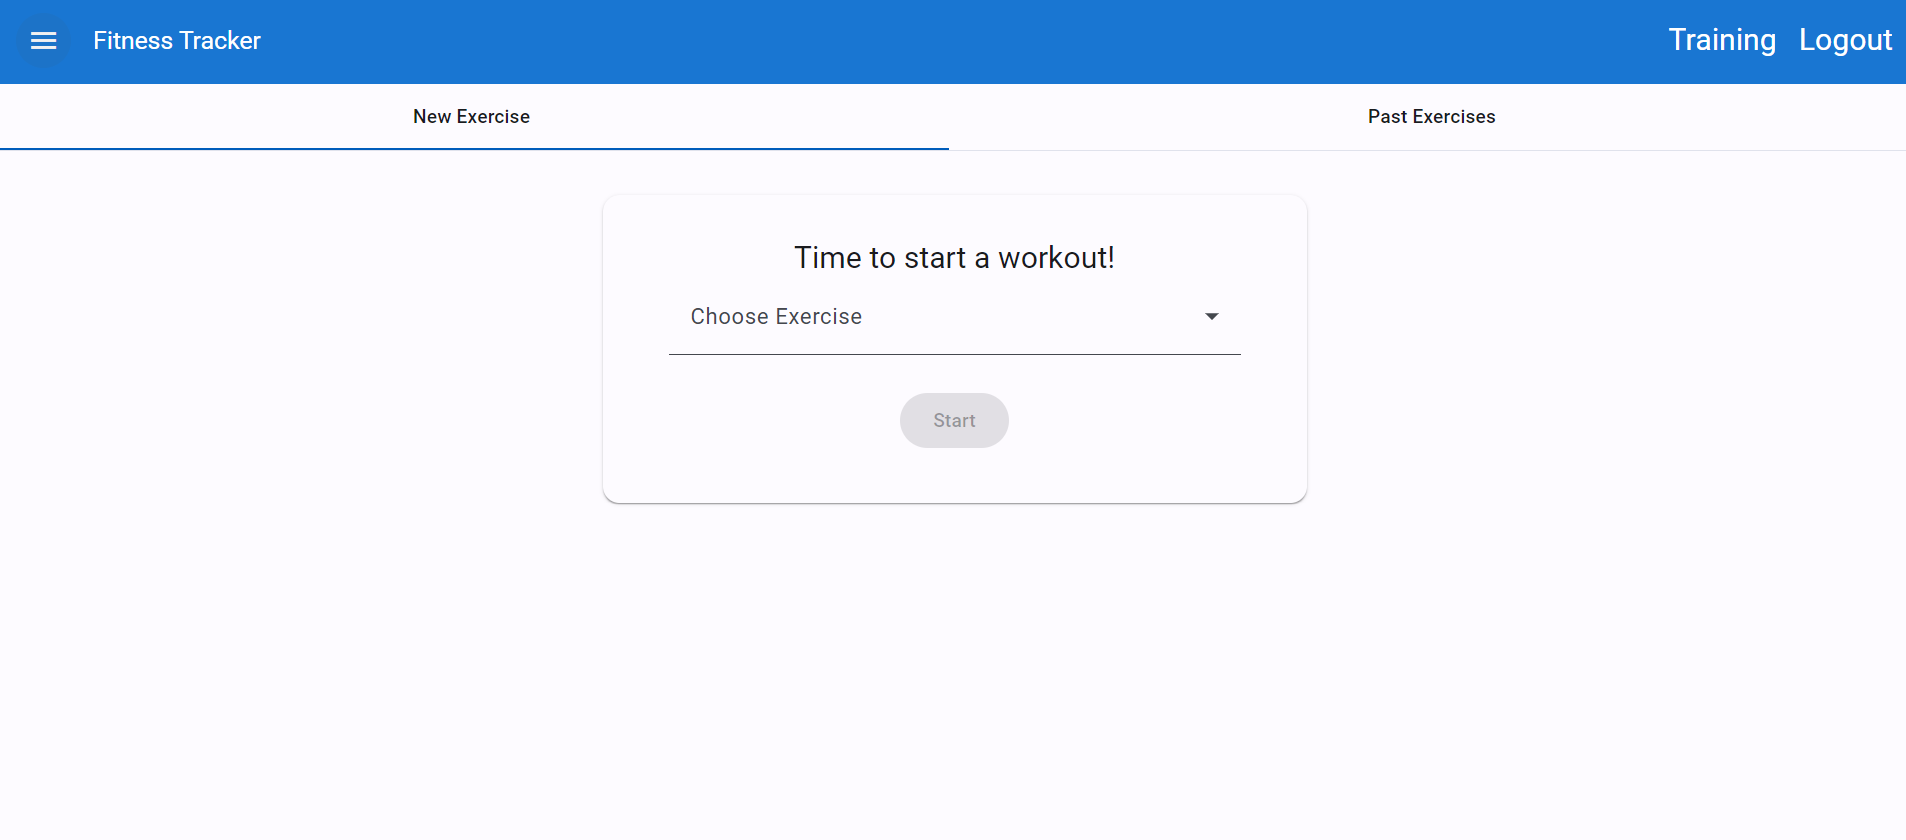 Fitness Tracker
Training Logout
New Exercise
Past Exercises
Time to start a workout!
Choose Exercise
Start